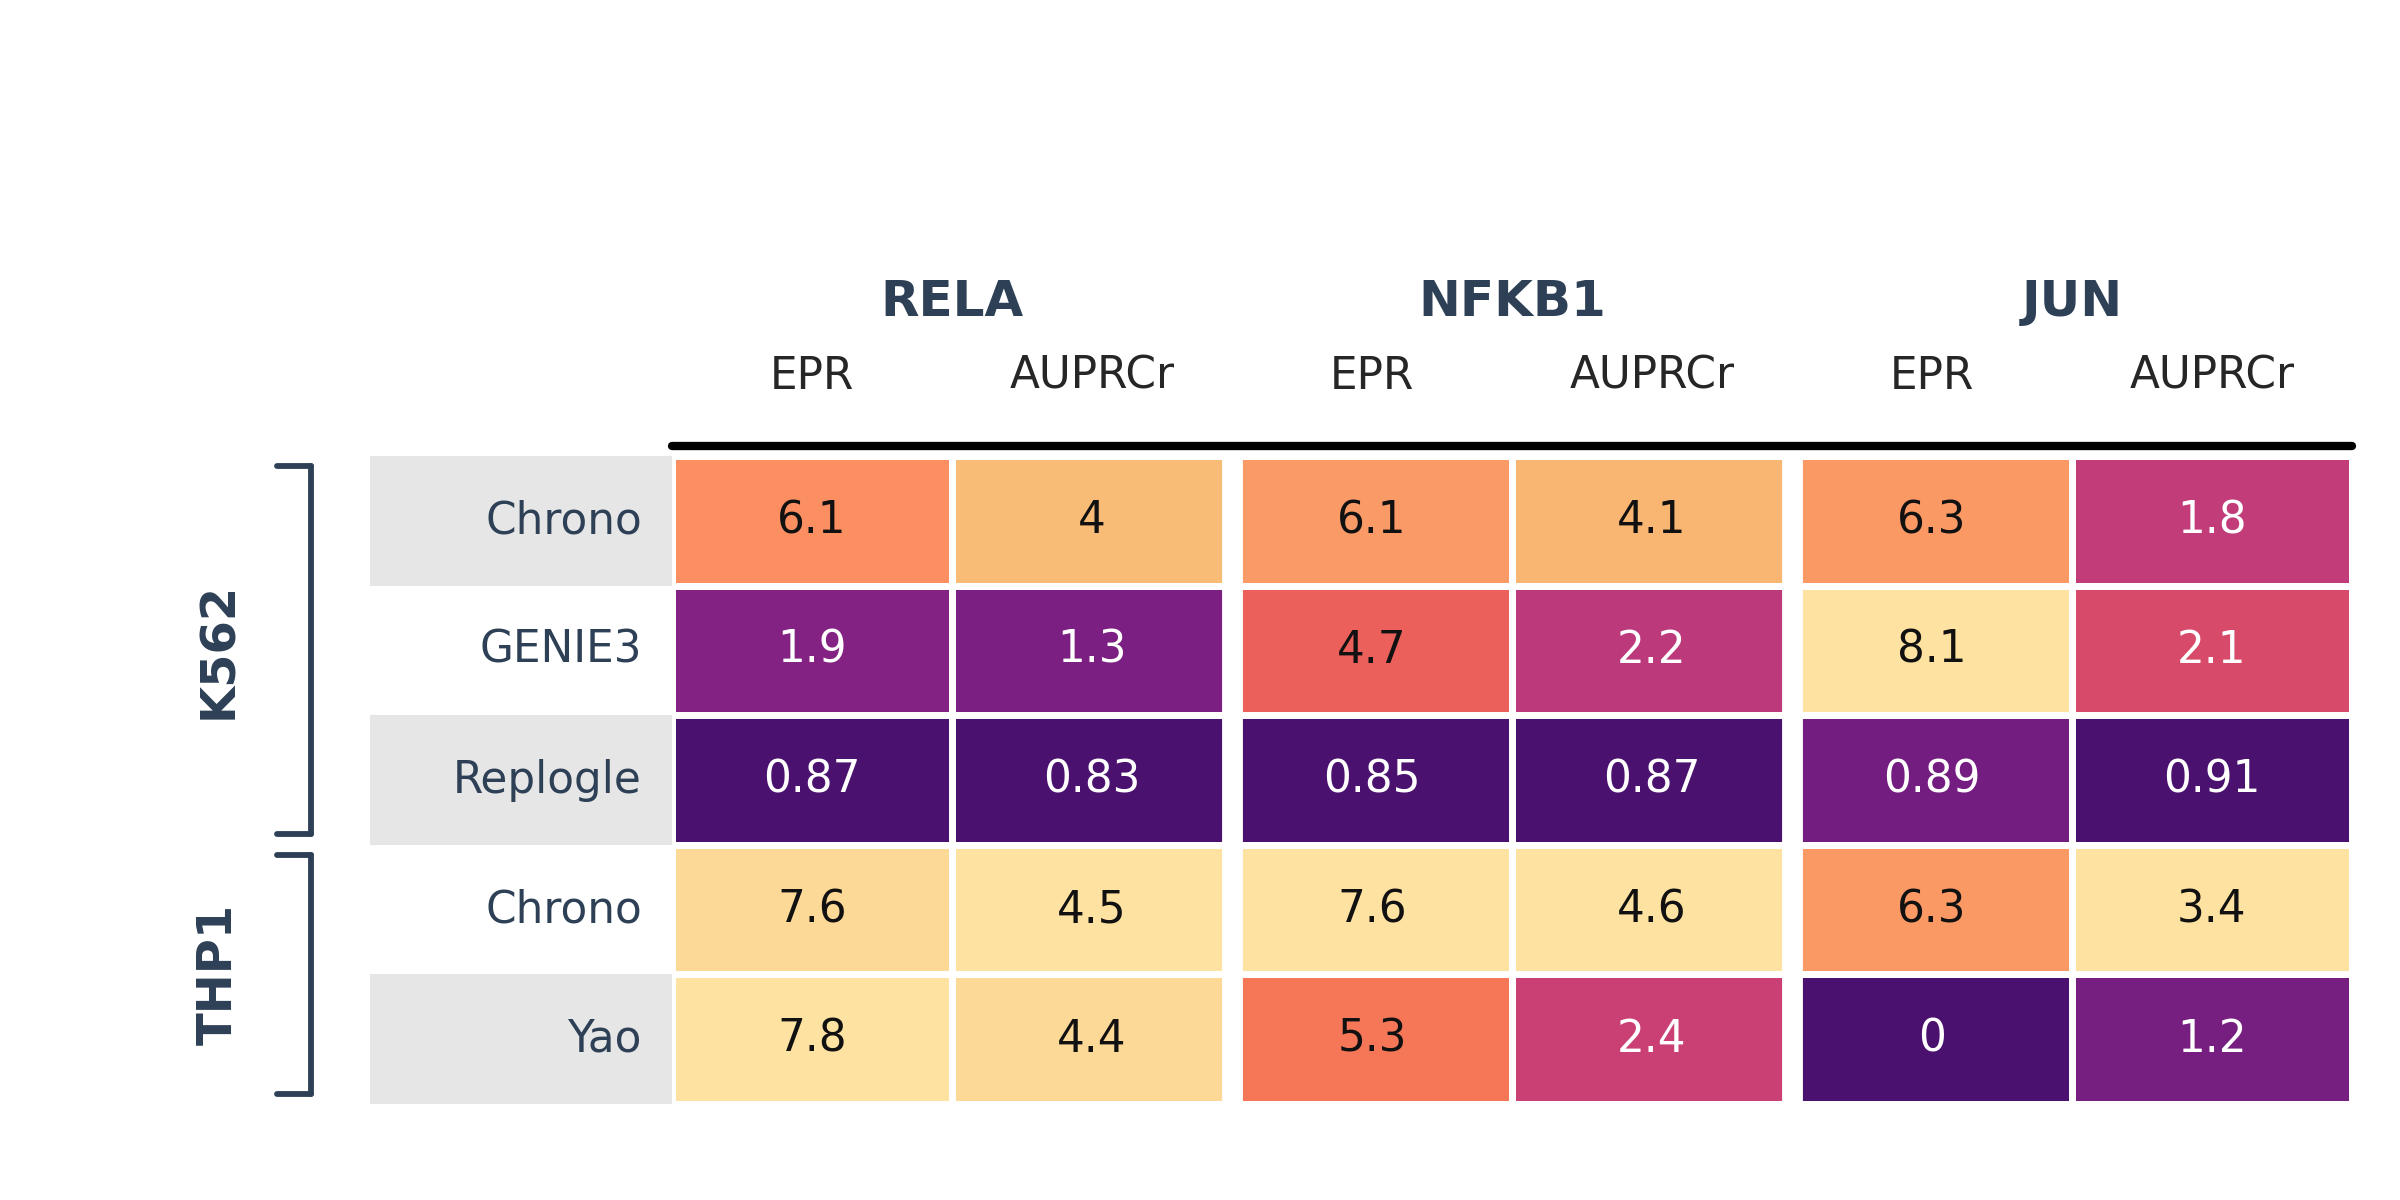 RELA NFKB1 JUN
EPR AUPRCr EPR AUPRCr EPR AUPRCr
K562
Chrono 6.1 4 6.1 4.1 6.3 1.8
GENIE3 1.9 1.3 4.7 2.2 8.1 2.1
Replogle 0.87 0.83 0.85 0.87 0.89 0.91
THP1
Chrono 7.6 4.5 7.6 4.6 6.3 3.4
Yao 7.8 4.4 5.3 2.4 0 1.2